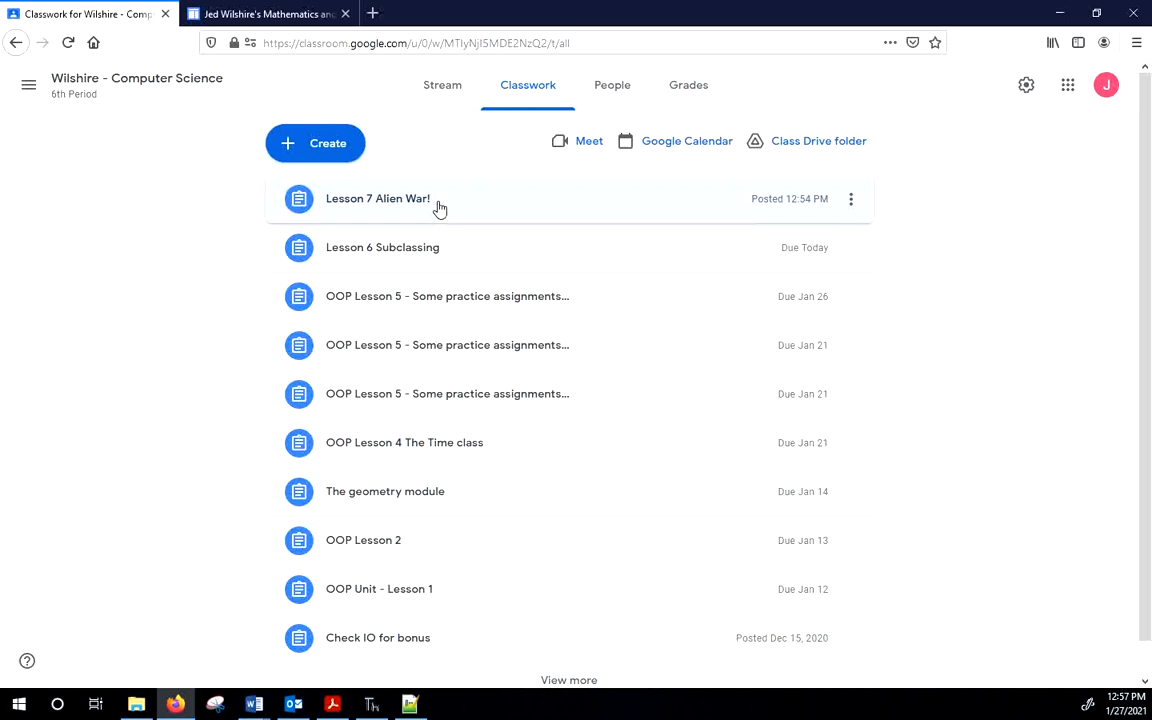 Classwork for Wilshire - Comp
Jed Wilshire's Mathematics an
https://classroom.google.com/u/0/w/MTIyNjI5MDE2NzQ2/t/all
Wilshire - Computer Science
6th Period
Stream
Classwork
People
Grades
J
Create
Meet
Google Calendar
Class Drive folder
Lesson 7 Alien War!
Posted 12:54 PM
Lesson 6 Subclassing
Due Today
OOP Lesson 5 - Some practice assignments...
Due Jan 26
OOP Lesson 5 - Some practice assignments...
Due Jan 21
OOP Lesson 5 - Some practice assignments...
Due Jan 21
OOP Lesson 4 The Time class
Due Jan 21
The geometry module
Due Jan 14
OOP Lesson 2
Due Jan 13
OOP Unit - Lesson 1
Due Jan 12
Check IO for bonus
Posted Dec 15, 2020
View more
12:57 PM
1/27/2021